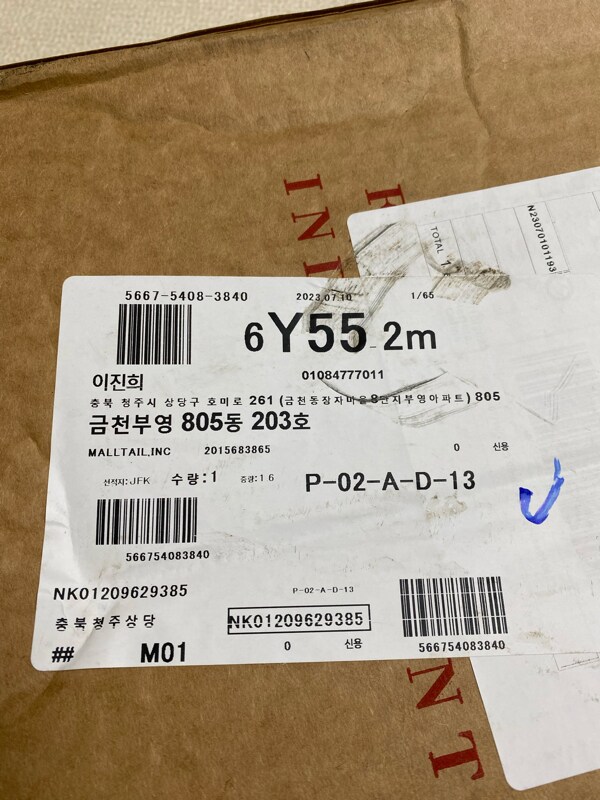 INT
TOTAL 1
N23070101193
5667-5408-3840 2023.07.10 1/65
6Y55 2m
01084777011
이진희
충북 청주시 상당구 호미로 261 (금천동장자마을8단지부영아파트) 805
금천부영 805동 203호
MALLTAIL,INC 2015683865 0 신용
선적지:JFK 수량:1 중량:16 P-02-A-D-13
566754083840
NK01209629385 P-02-A-D-13
충북청주상당 NK01209629385
0 신용 566754083840
## M01
NT